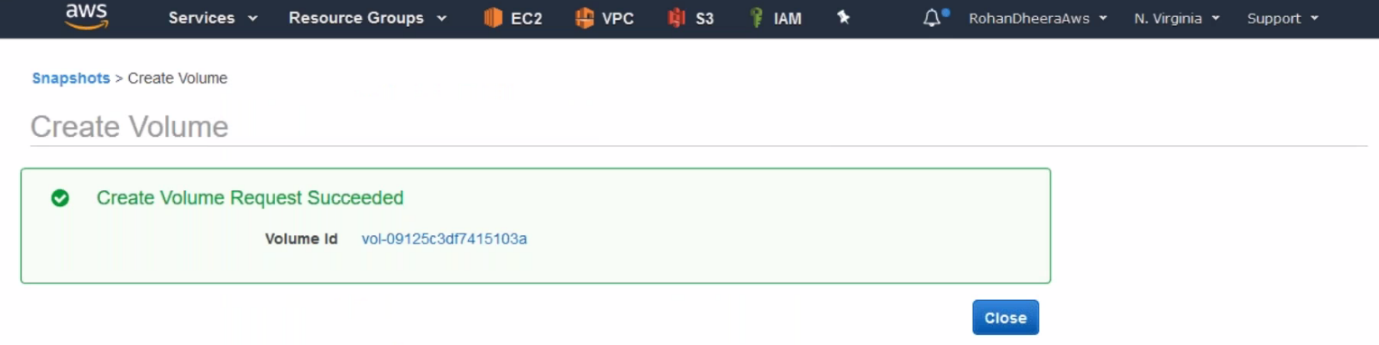 aws Services Resource Groups EC2 VPC S3 IAM RohanDheeraAws N. Virginia Support
Snapshots > Create Volume
Create Volume
Create Volume Request Succeeded
Volume Id vol-09125c3df7415103a
Close